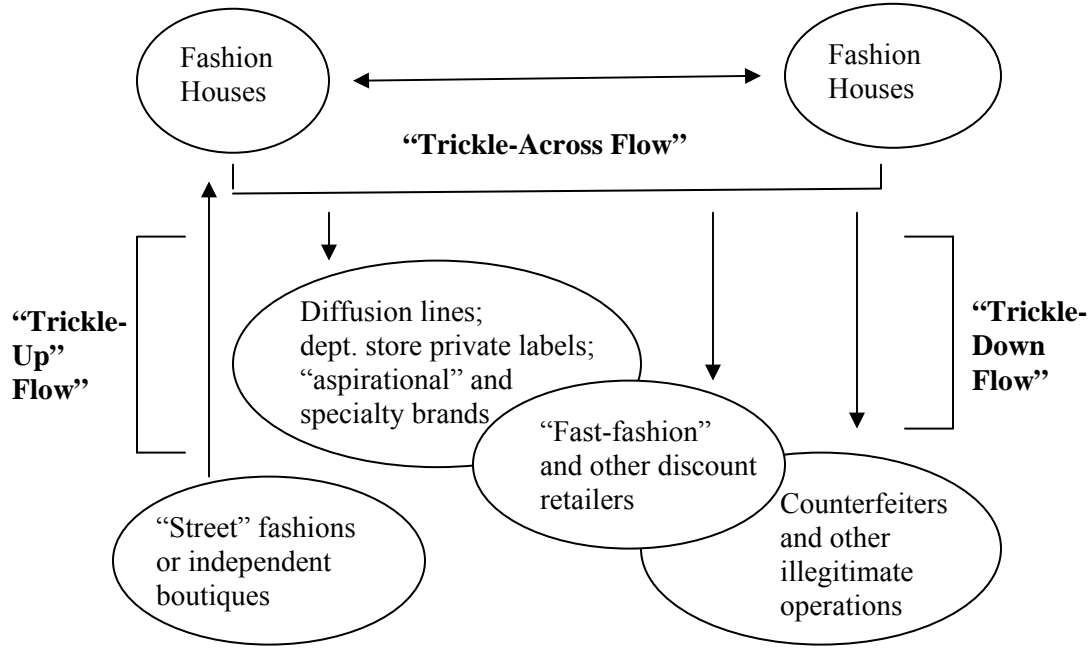 Fashion
Houses
Fashion
Houses
“Trickle-Across Flow”
“Trickle-
Up”
Flow”
Diffusion lines;
dept. store private labels;
“aspirational” and
specialty brands
“Trickle-
Down
Flow”
“Fast-fashion”
and other discount
retailers
“Street” fashions
or independent
boutiques
Counterfeiters
and other
illegitimate
operations